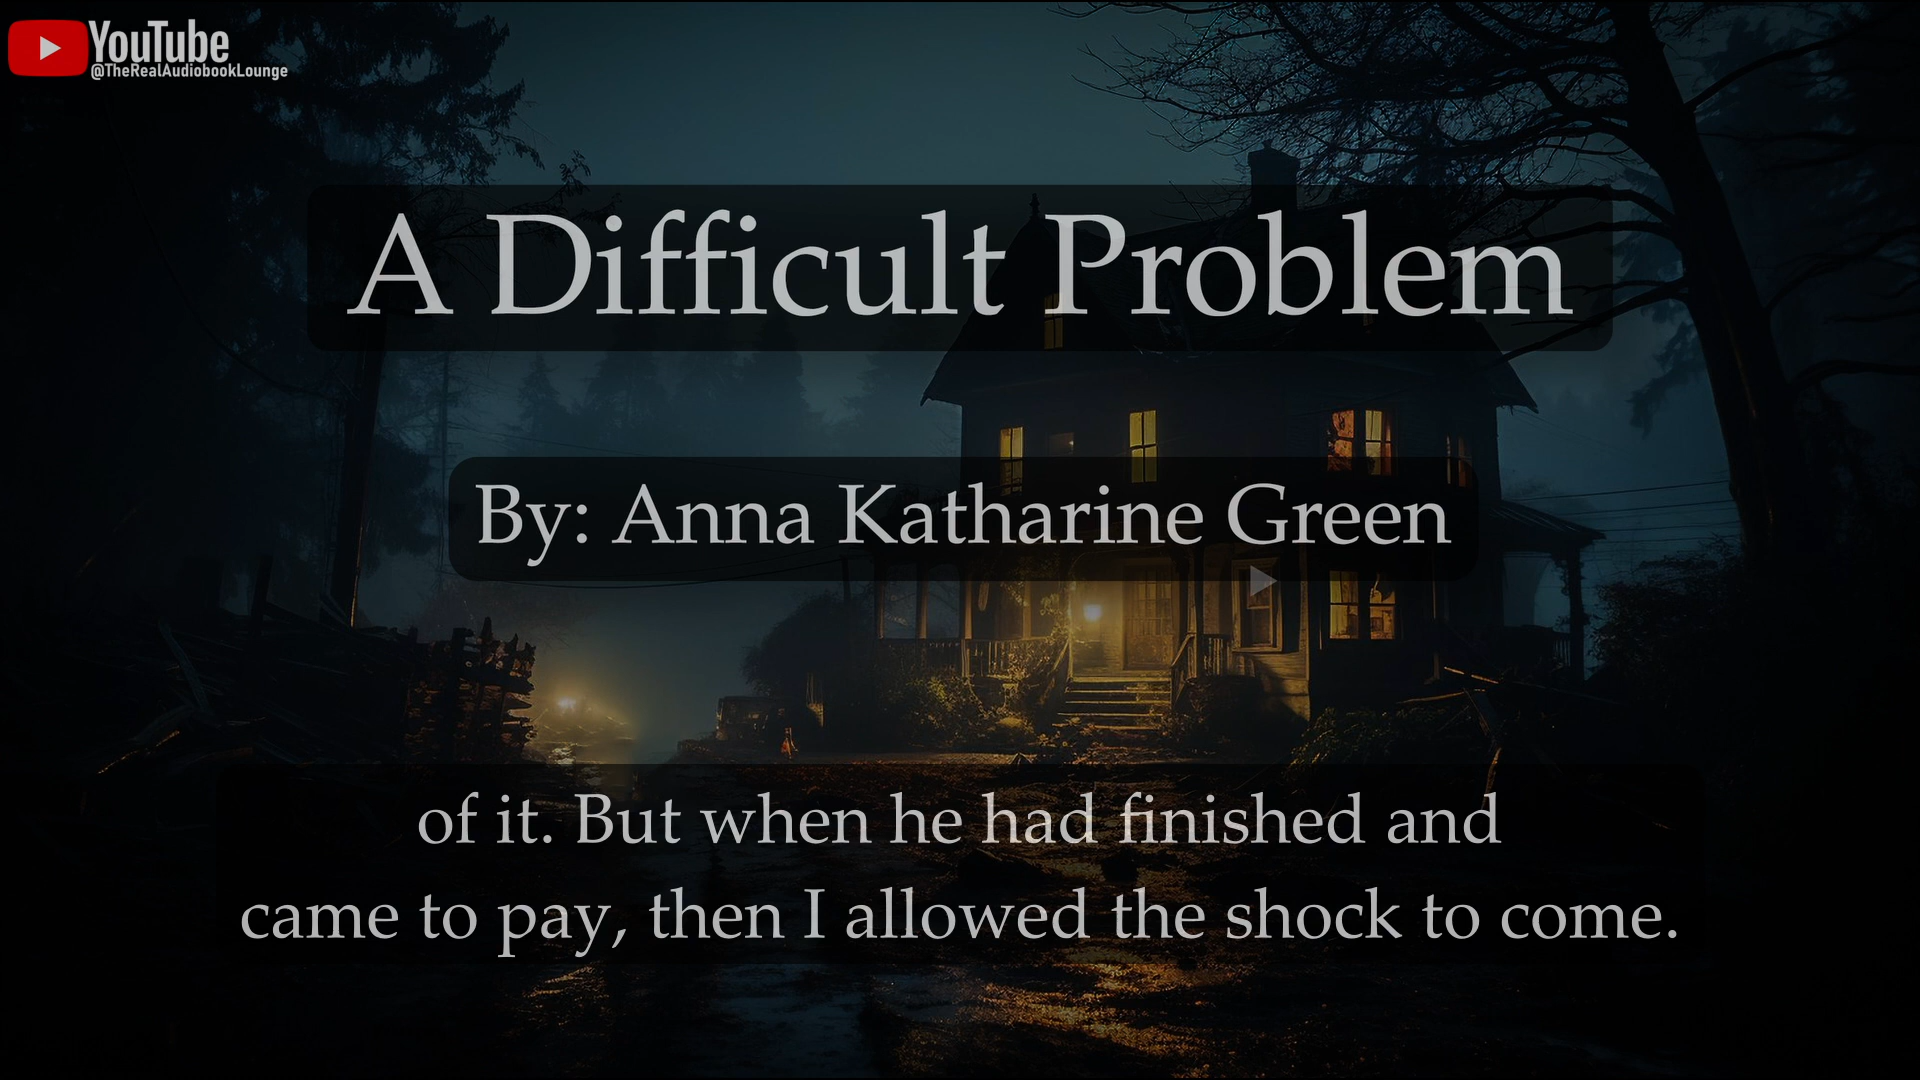 YouTube
@TheRealAudiobookLounge
A Difficult Problem
By: Anna Katharine Green
of it. But when he had finished and
came to pay, then I allowed the shock to come.